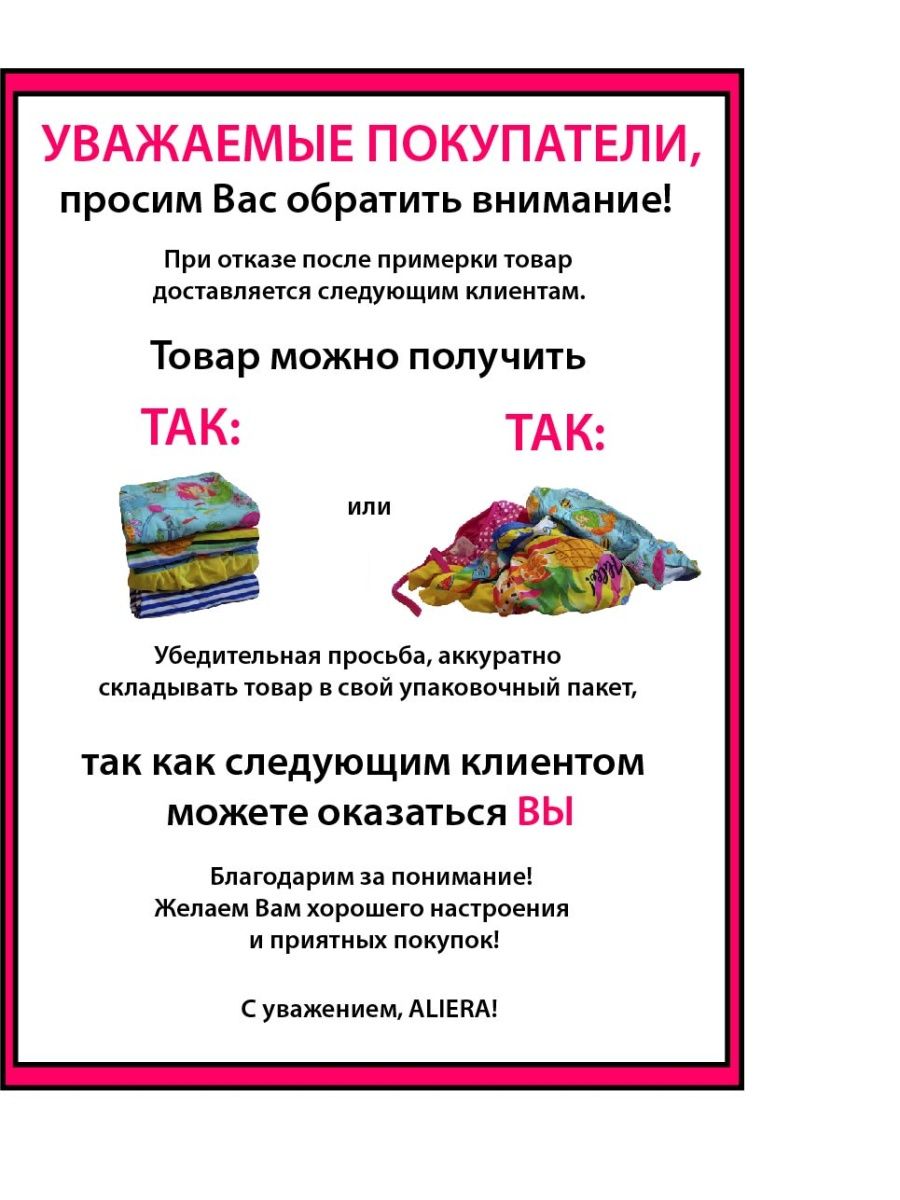 УВАЖАЕМЫЕ ПОКУПАТЕЛИ,
просим Вас обратить внимание!
При отказе после примерки товар
доставляется следующим клиентам.
Товар можно получить
ТАК:
ТАК:
или
Убедительная просьба, аккуратно
складывать товар в свой упаковочный пакет,
так как следующим клиентом
можете оказаться ВЫ
Благодарим за понимание!
Желаем Вам хорошего настроения
и приятных покупок!
С уважением, ALIERA!